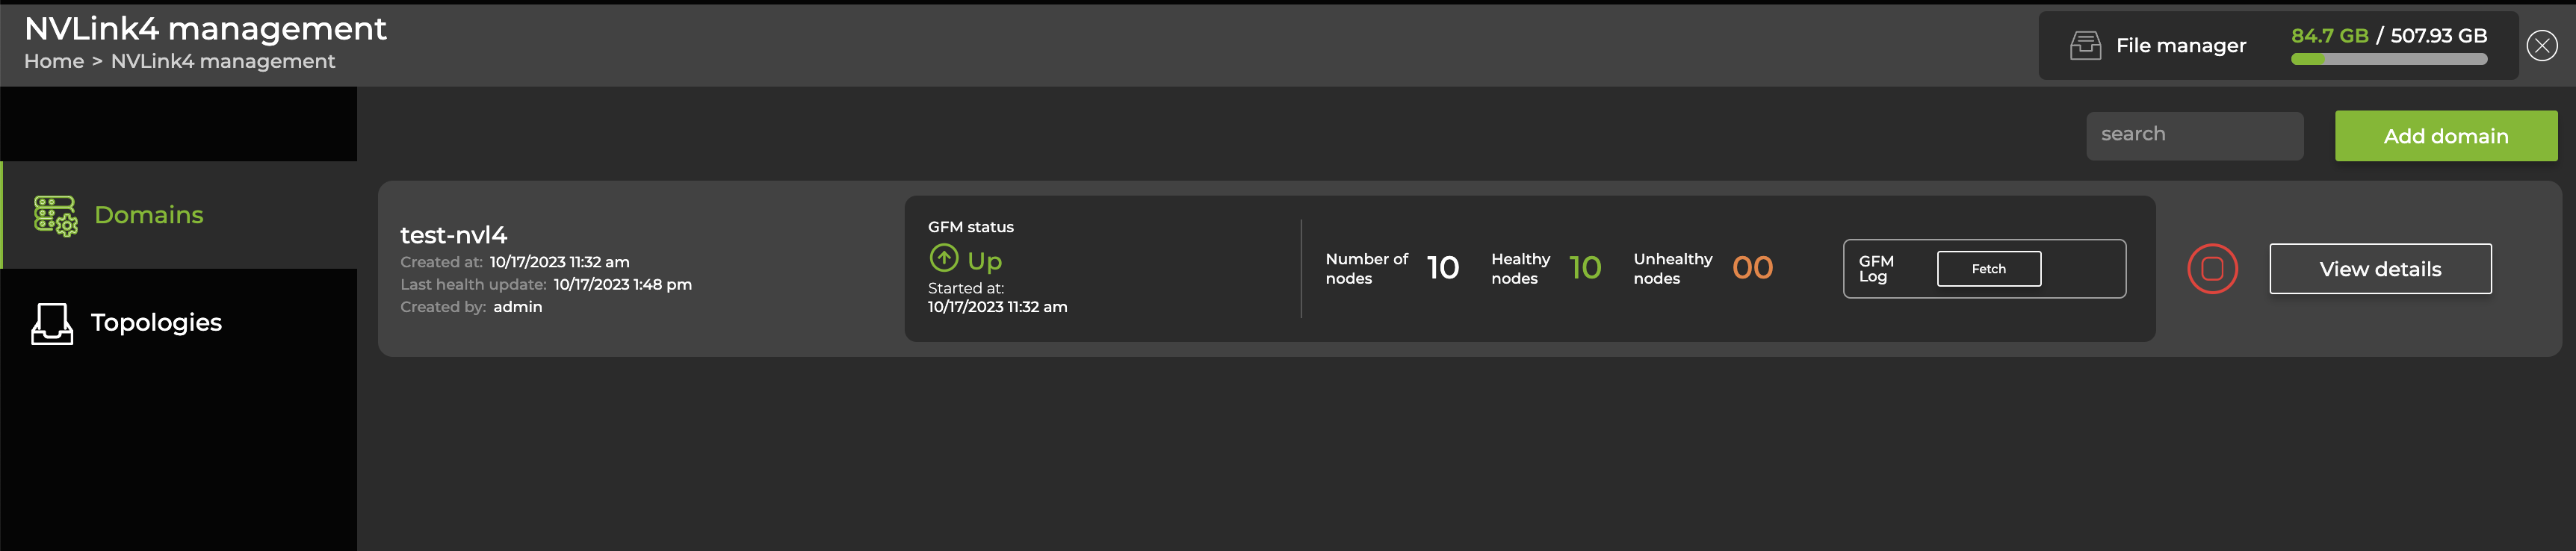 NVLink4 management
Home > NVLink4 management
File manager
84.7 GB / 507.93 GB
search
Add domain
Domains
Topologies
test-nvl4
Created at: 10/17/2023 11:32 am
Last health update: 10/17/2023 1:48 pm
Created by: admin
GFM status
Up
Started at:
10/17/2023 11:32 am
Number of
nodes
10
Healthy
nodes
10
Unhealthy
nodes
00
GFM
Log
Fetch
View details